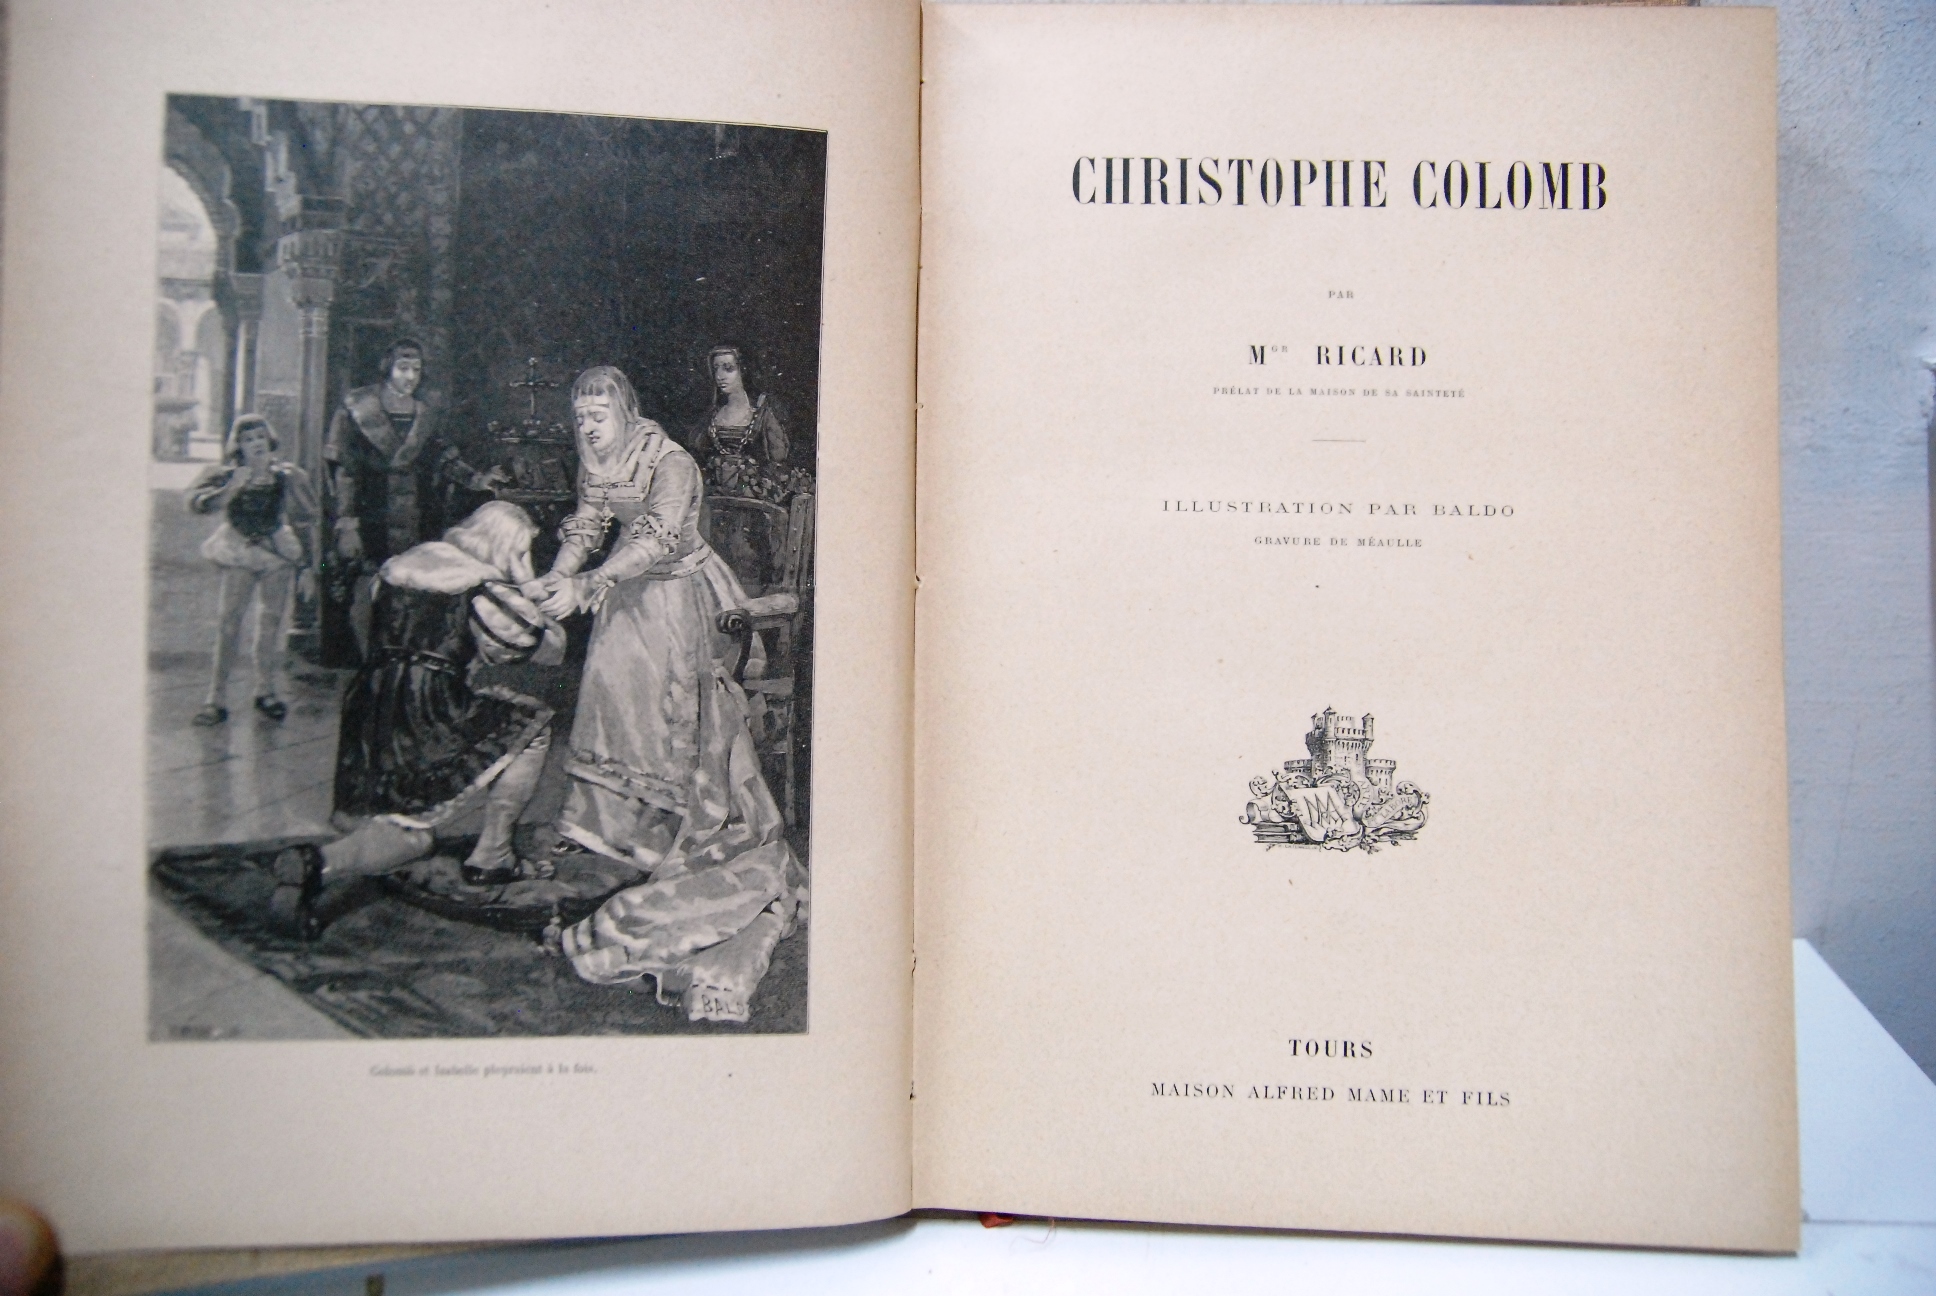 BALDO
Colomb et Isabelle pleuraient à la fois.
CHRISTOPHE COLOMB
PAR
Mgr RICARD
PRÉLAT DE LA MAISON DE SA SAINTETÉ
ILLUSTRATION PAR BALDO
GRAVURE DE MÉAULLE
TOURS
MAISON ALFRED MAME ET FILS